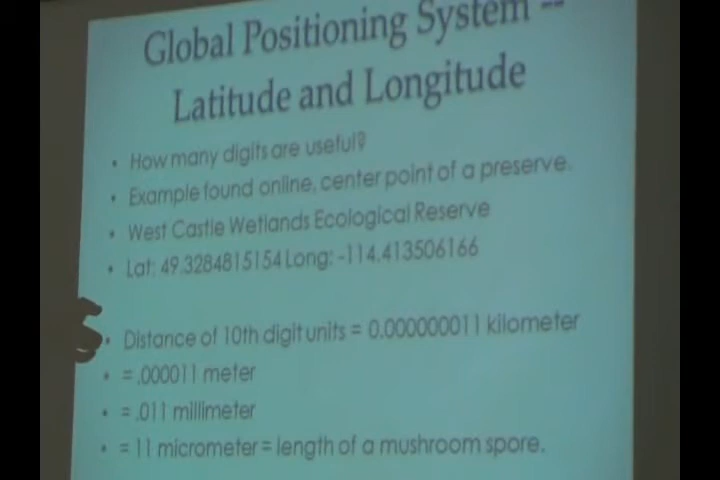 Global Positioning System --
Latitude and Longitude
• How many digits are useful?
• Example found online, center point of a preserve.
• West Castle Wetlands Ecological Reserve
• Lat: 49.3284815154 Long: -114.413506166
• Distance of 10th digit units = 0.000000011 kilometer
• = .000011 meter
• = .011 millimeter
• = 11 micrometer = length of a mushroom spore.